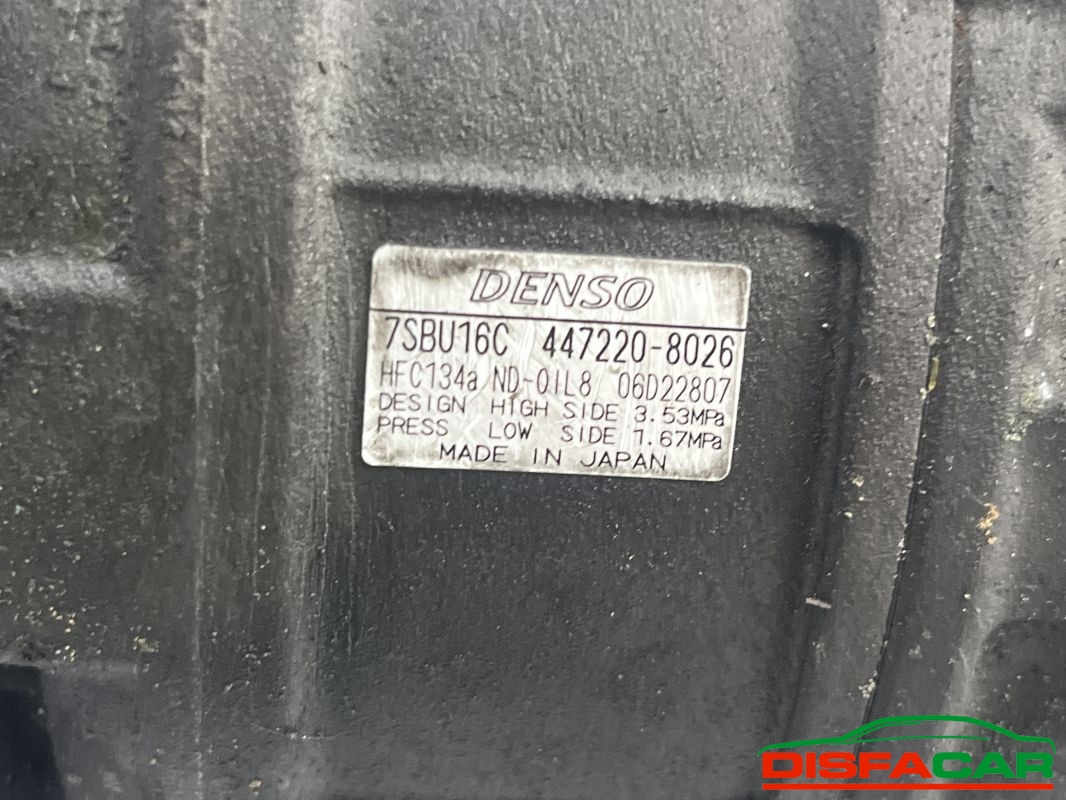 DENSO
7SBU16C 447220-8026
HFC134a ND-OIL8 06D22807
DESIGN HIGH SIDE 3.53MPa
PRESS LOW SIDE 1.67MPa
MADE IN JAPAN
DISFACAR